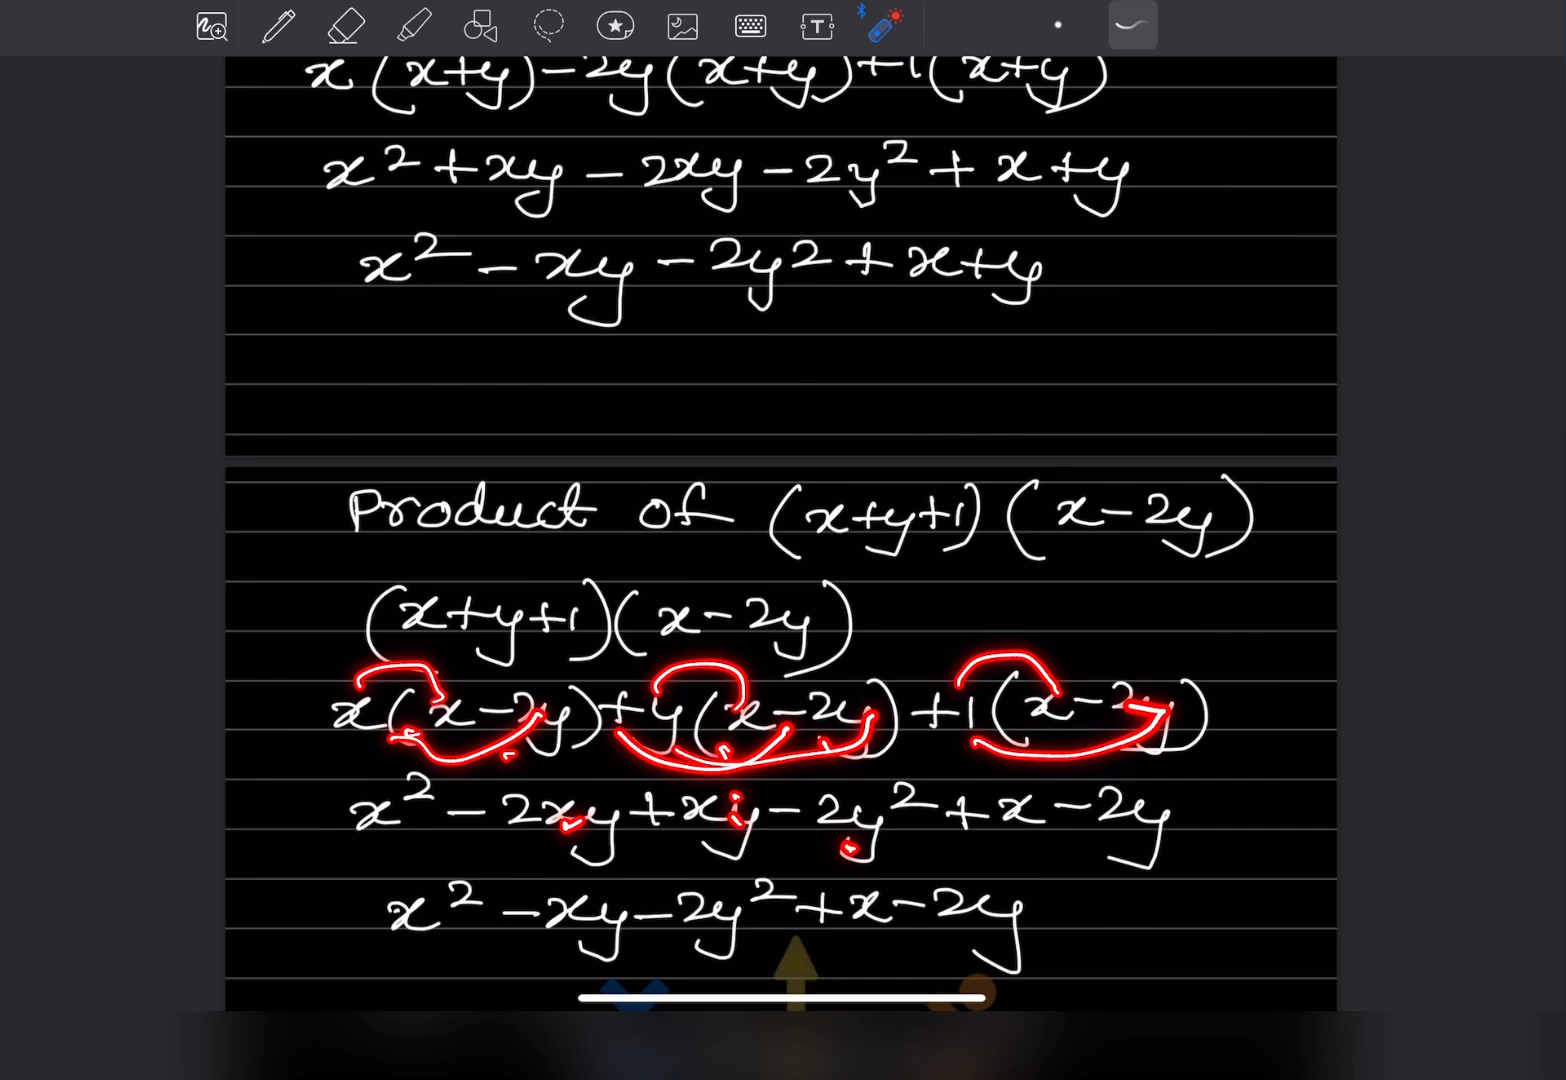 x(x+y)-2y(x+y)+1(x+y)
x²+xy-2xy-2y²+x+y
x²-xy-2y²+x+y
Product of (x+y+1)(x-2y)
(x+y+1)(x-2y)
x(x-2y)+y(x-2y)+1(x-2y)
x²-2xy+xy-2y²+x-2y
x²-xy-2y²+x-2y